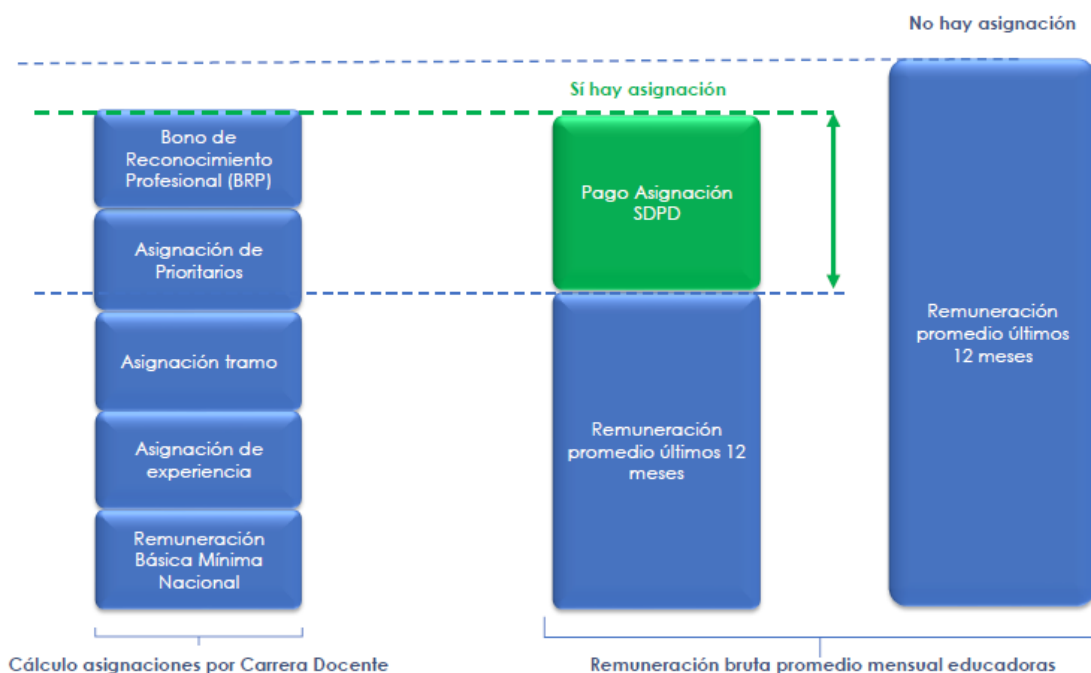 No hay asignación
Sí hay asignación
Bono de
Reconocimiento
Profesional (BRP)
Asignación de
Prioritarios
Asignación tramo
Asignación de
experiencia
Remuneración
Básica Mínima
Nacional
Pago Asignación
SDPD
Remuneración
promedio últimos 12
meses
Remuneración
promedio últimos
12 meses
Cálculo asignaciones por Carrera Docente
Remuneración bruta promedio mensual educadoras